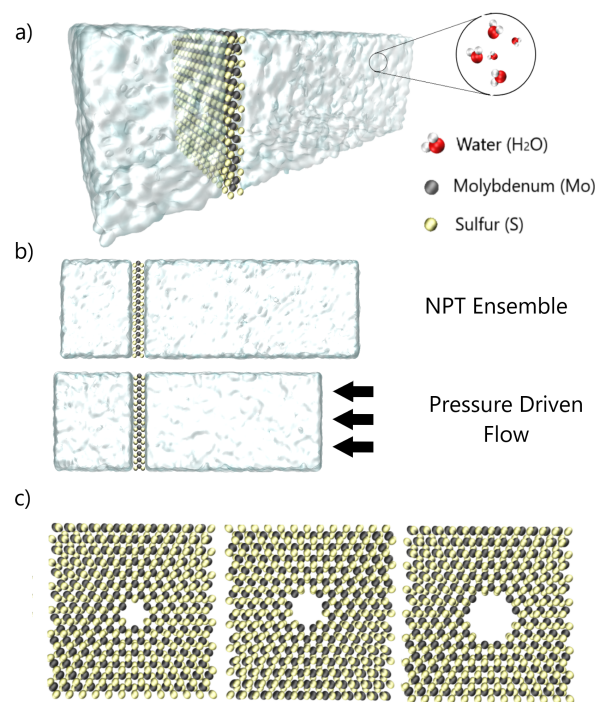 a)
Water (H2O)
Molybdenum (Mo)
Sulfur (S)
b)
NPT Ensemble
Pressure Driven
Flow
c)